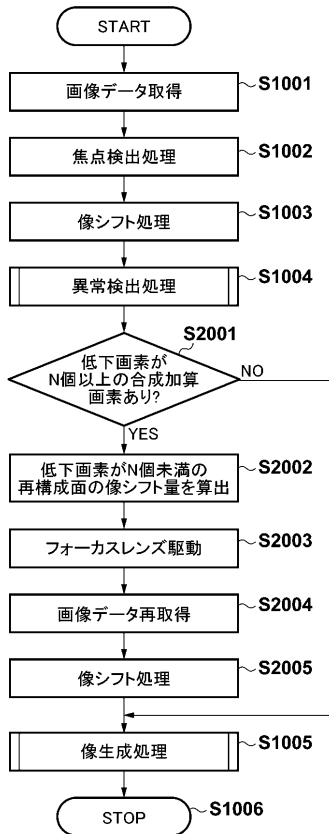 START
画像データ取得
S1001
焦点検出処理
S1002
像シフト処理
S1003
異常検出処理
S1004
S2001
低下画素が
N個以上の合成加算
画素あり?
NO
YES
低下画素がN個未満の
再構成面の像シフト量を算出
S2002
フォーカスレンズ駆動
S2003
画像データ再取得
S2004
像シフト処理
S2005
像生成処理
S1005
STOP
S1006